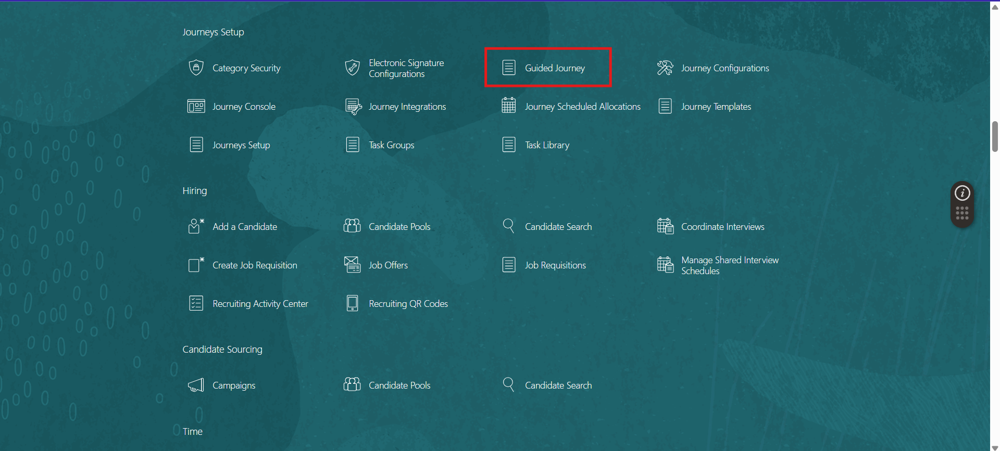 Journeys Setup
Category Security
Electronic Signature
Configurations
Guided Journey
Journey Configurations
Journey Console
Journey Integrations
Journey Scheduled Allocations
Journey Templates
Journeys Setup
Task Groups
Task Library
Hiring
Add a Candidate
Candidate Pools
Candidate Search
Coordinate Interviews
Create Job Requisition
Job Offers
Job Requisitions
Manage Shared Interview
Schedules
Recruiting Activity Center
Recruiting QR Codes
Candidate Sourcing
Campaigns
Candidate Pools
Candidate Search
Time